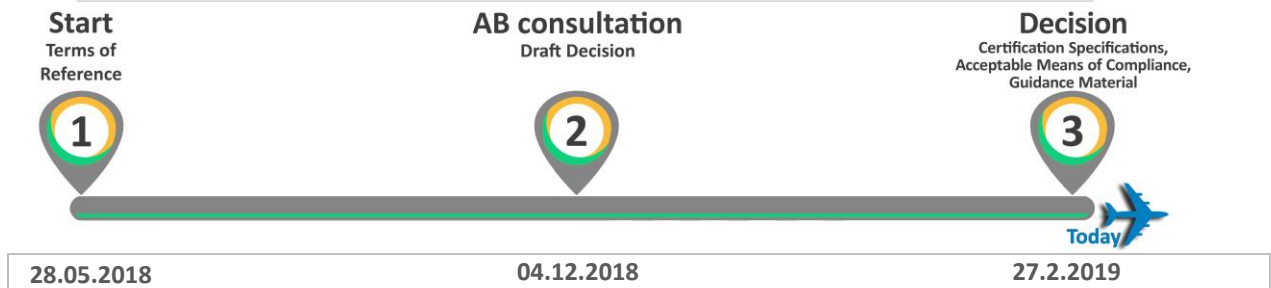 Start
Terms of
Reference
AB consultation
Draft Decision
Decision
Certification Specifications,
Acceptable Means of Compliance,
Guidance Material
1
2
3
Today
28.05.2018
04.12.2018
27.2.2019